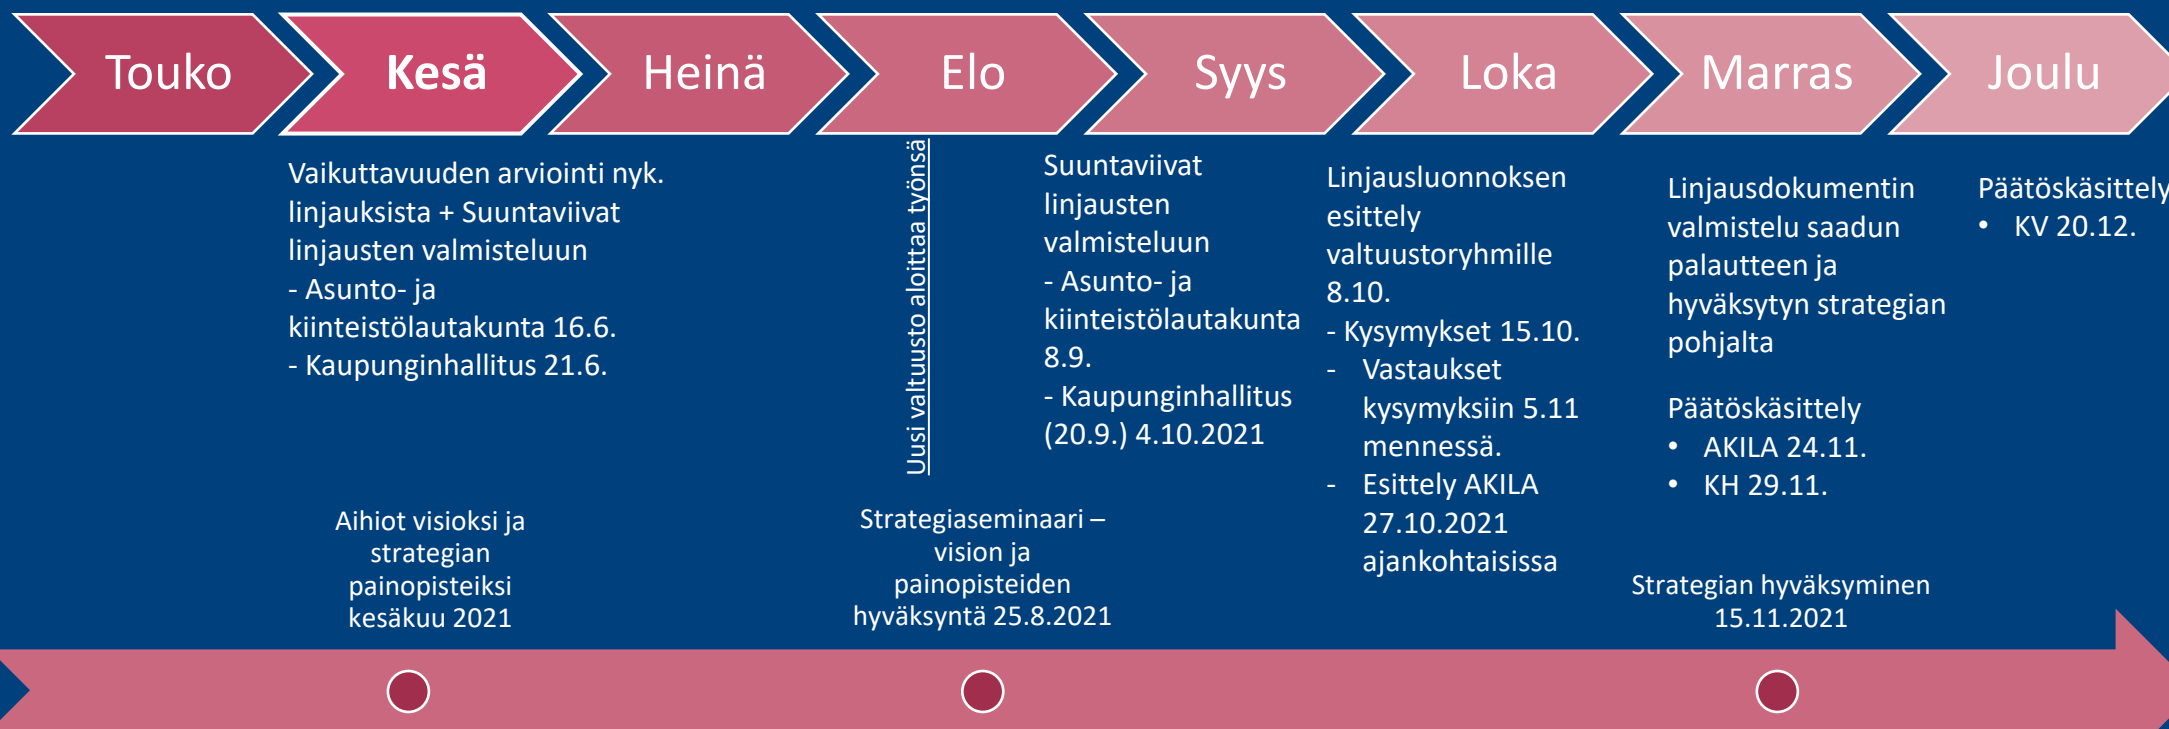 Touko
Kesä
Heinä
Elo
Syys
Loka
Marras
Joulu
Vaikuttavuuden arviointi nyk.
linjauksista + Suuntaviivat
linjausten valmisteluun
- Asunto- ja
kiinteistölautakunta 16.6.
- Kaupunginhallitus 21.6.
Uusi valtuusto aloittaa työnsä
Suuntaviivat
linjausten
valmisteluun
- Asunto- ja
kiinteistölautakunta
8.9.
- Kaupunginhallitus
(20.9.) 4.10.2021
Linjausluonnoksen
esittely
valtuustoryhmille
8.10.
- Kysymykset 15.10.
- Vastaukset
kysymyksiin 5.11
mennessä.
- Esittely AKILA
27.10.2021
ajankohtaisissa
Linjausdokumentin
valmistelu saadun
palautteen ja
hyväksytyn strategian
pohjalta
Päätöskäsittely
• AKILA 24.11.
• KH 29.11.
Päätöskäsittely
• KV 20.12.
Aihiot visioksi ja
strategian
painopisteiksi
kesäkuu 2021
Strategiaseminaari –
vision ja
painopisteiden
hyväksyntä 25.8.2021
Strategian hyväksyminen
15.11.2021